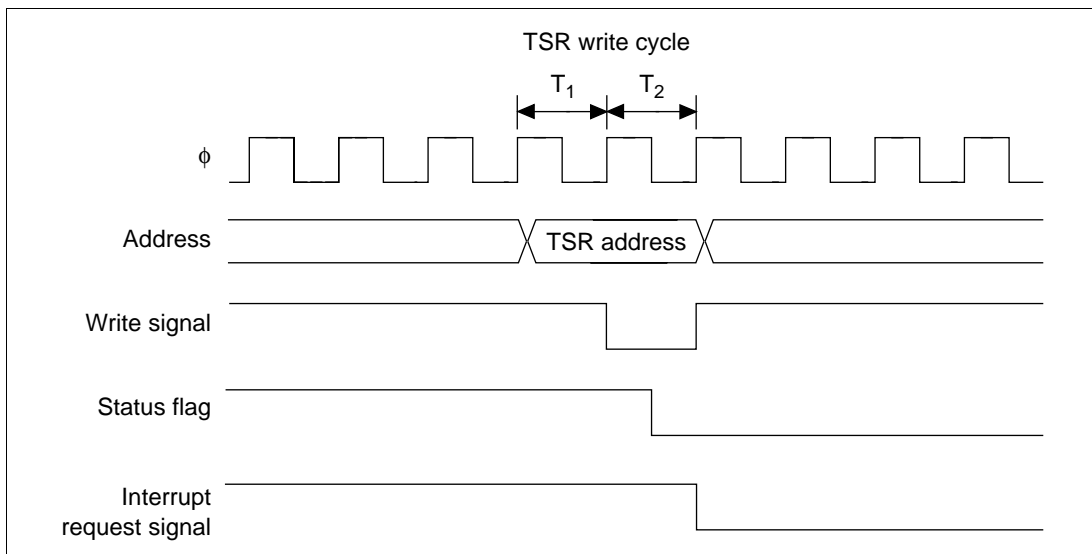 TSR write cycle
T1 T2
ϕ
Address
TSR address
Write signal
Status flag
Interrupt
request signal